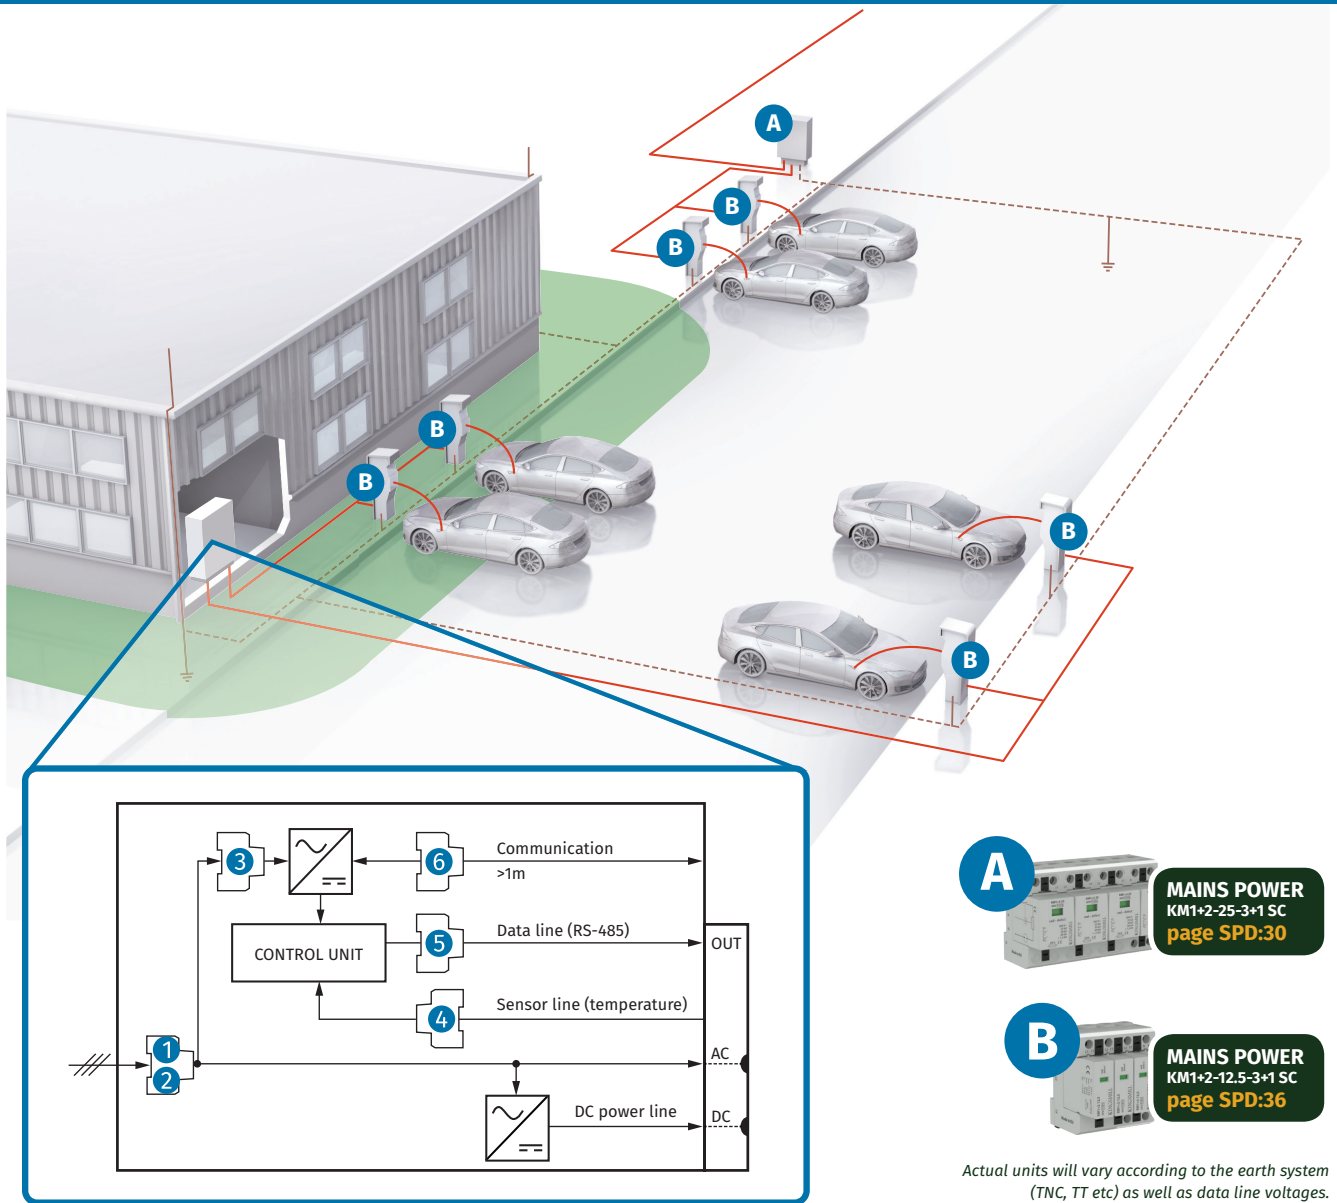 A
B
B
B
B
B
B
3
6
Communication
>1m
5
Data line (RS-485)
OUT
CONTROL UNIT
4
Sensor line (temperature)
1
2
AC
DC power line
DC
A
MAINS POWER
KM1+2-25-3+1 SC
page SPD:30
B
MAINS POWER
KM1+2-12.5-3+1 SC
page SPD:36
Actual units will vary according to the earth system
(TNC, TT etc) as well as data line voltages.